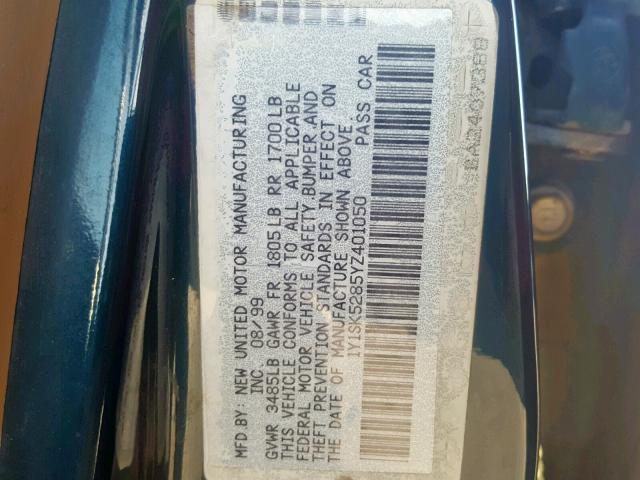 MFD.BY: NEW UNITED MOTOR MANUFACTURING
INC. 08/99
GVWR 3485LB GAWR FR 1805LB RR 1700LB
THIS VEHICLE CONFORMS TO ALL APPLICABLE
FEDERAL MOTOR VEHICLE SAFETY, BUMPER, AND
THEFT PREVENTION STANDARDS IN EFFECT ON
THE DATE OF MANUFACTURE SHOWN ABOVE.
1Y1SK5285YZ401050 PASS CAR